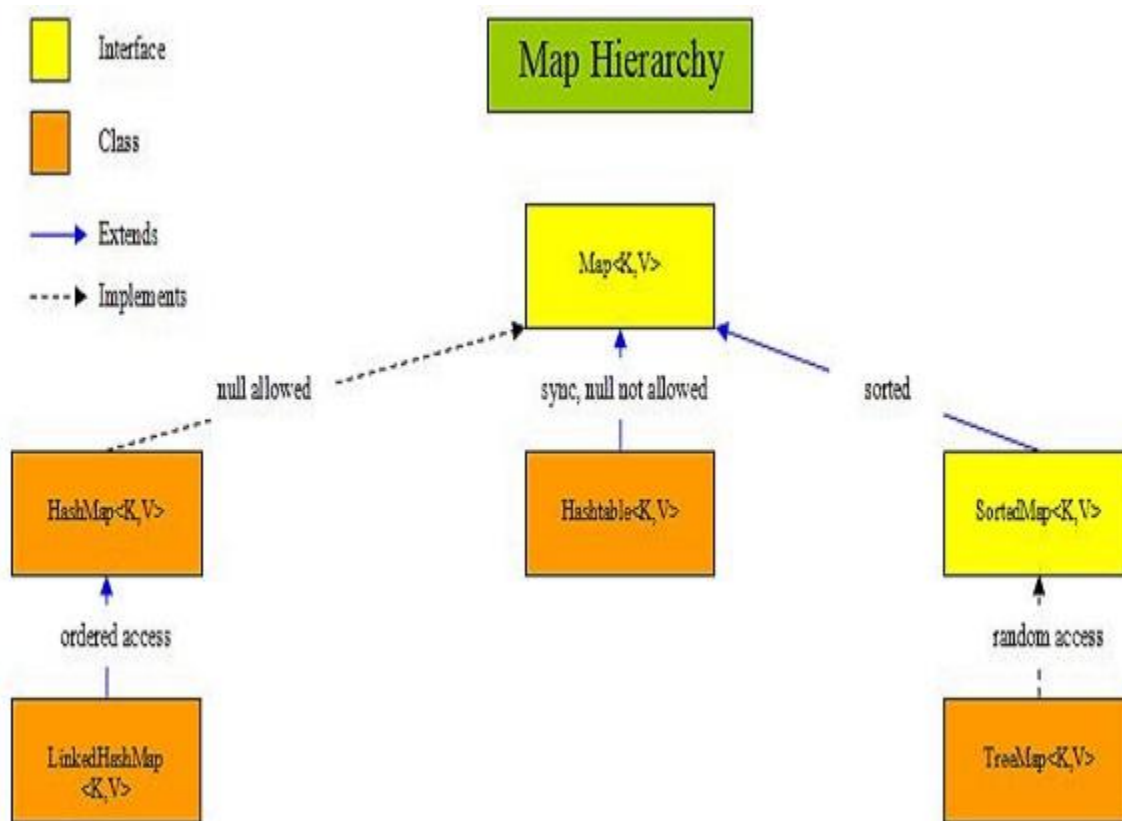 Interface
Map Hierarchy
Class
Extends
Implements
Map<K,V>
null allowed
sync, null not allowed
sorted
HashMap<K,V>
Hashtable<K,V>
SortedMap<K,V>
ordered access
random access
LinkedHashMap
<K,V>
TreeMap<K,V>